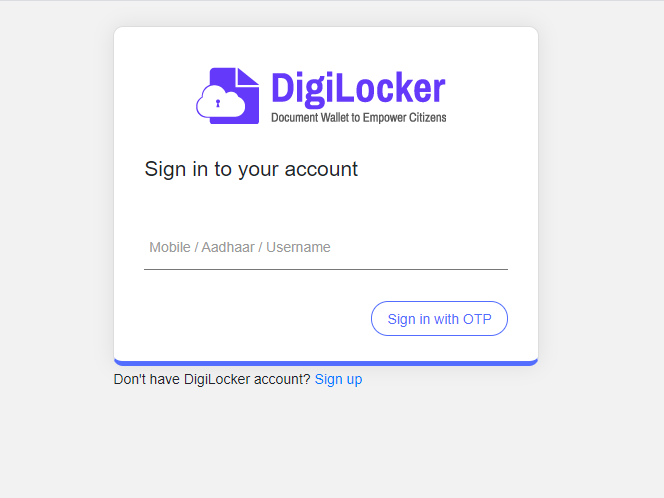 DigiLocker
Document Wallet to Empower Citizens
Sign in to your account
Mobile / Aadhaar / Username
Sign in with OTP
Don't have DigiLocker account? Sign up